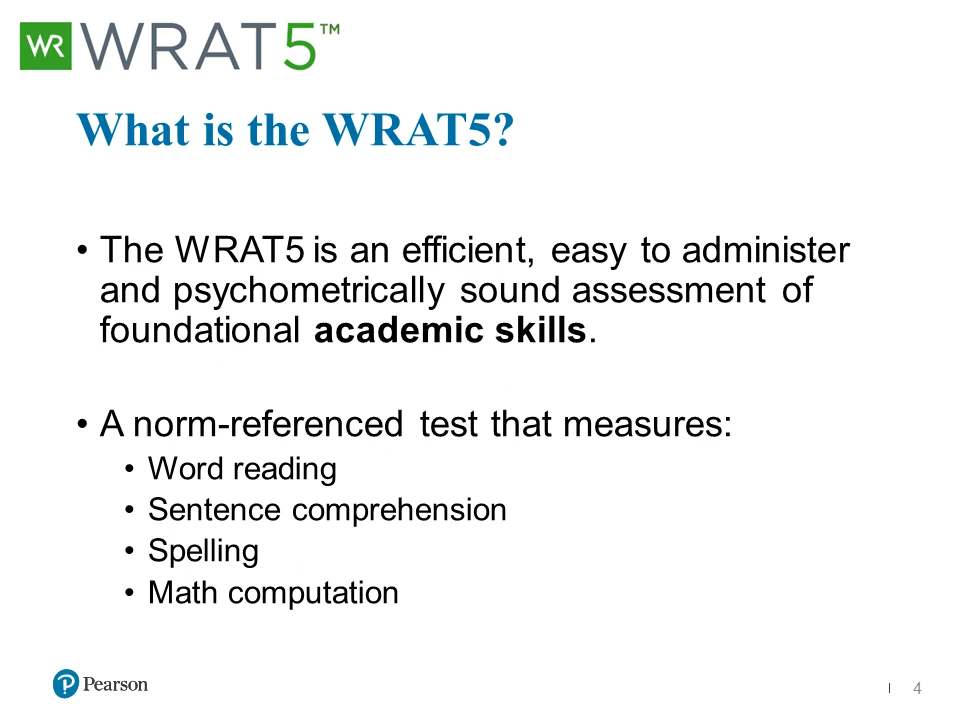 WR WRAT5™
What is the WRAT5?
• The WRAT5 is an efficient, easy to administer
and psychometrically sound assessment of
foundational academic skills.
• A norm-referenced test that measures:
• Word reading
• Sentence comprehension
• Spelling
• Math computation
P Pearson
| 4